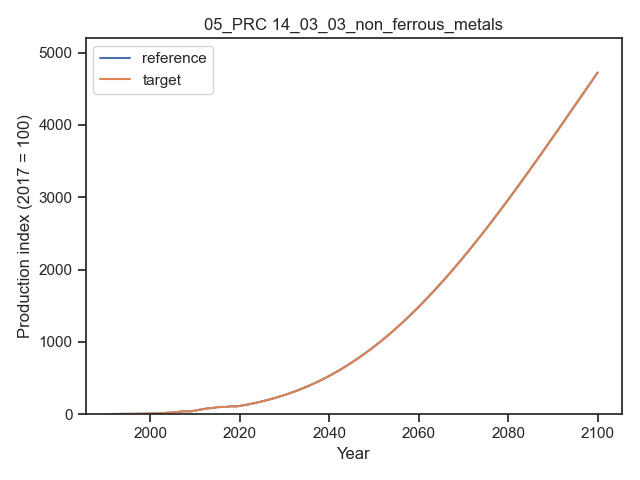 05_PRC 14_03_03_non_ferrous_metals
reference
target
Production index (2017 = 100)
5000
4000
3000
2000
1000
0
2000 2020 2040 2060 2080 2100
Year